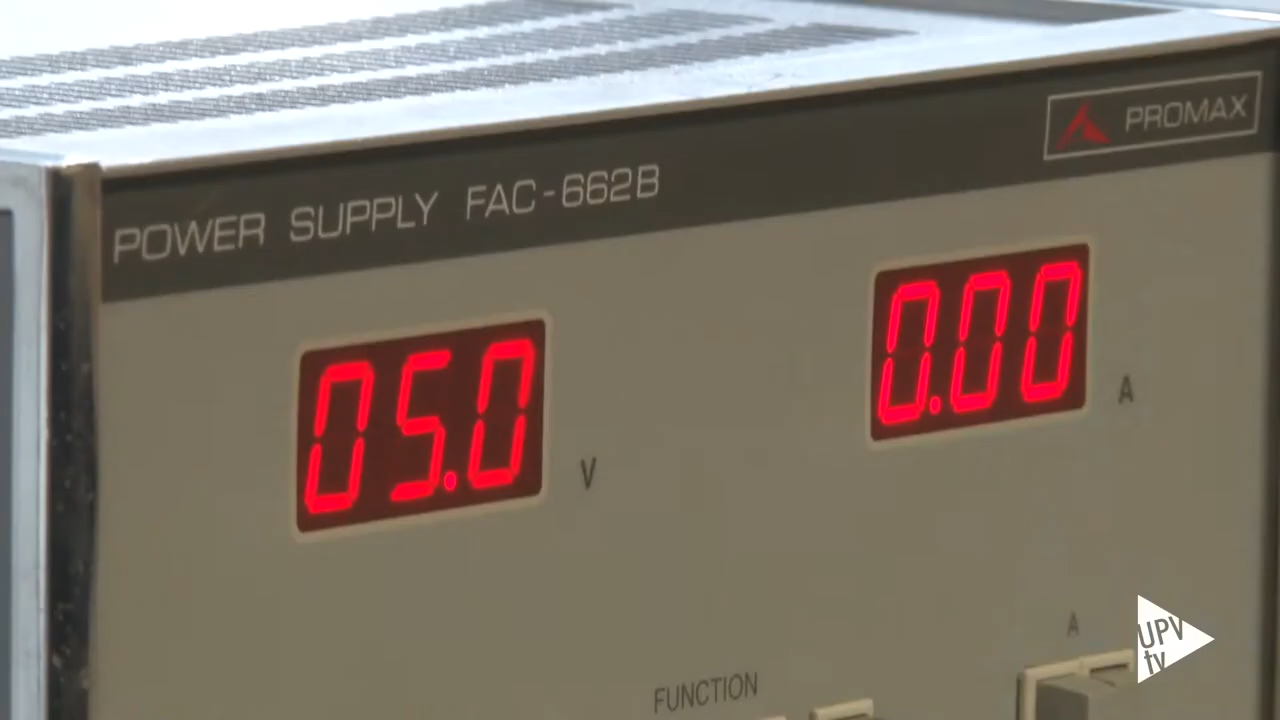 PROMAX
POWER SUPPLY FAC-662B
05.0 V
0.00 A
A
FUNCTION
UPV
tv